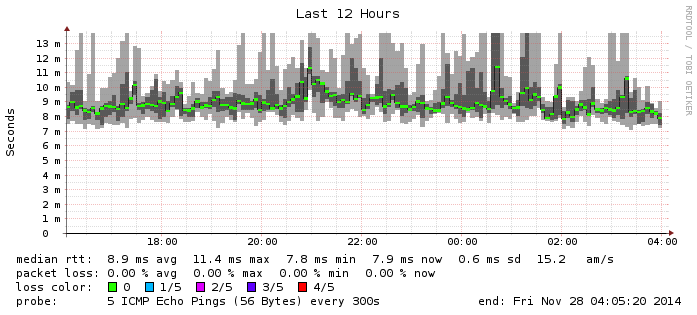 Last 12 Hours
RRDTOOL / TOBI OETIKER
Seconds
13 m
12 m
11 m
10 m
9 m
8 m
7 m
6 m
5 m
4 m
3 m
2 m
1 m
0
18:00 20:00 22:00 00:00 02:00 04:00
median rtt: 8.9 ms avg 11.4 ms max 7.8 ms min 7.9 ms now 0.6 ms sd 15.2 am/s
packet loss: 0.00 % avg 0.00 % max 0.00 % min 0.00 % now
loss color: 0 1/5 2/5 3/5 4/5
probe: 5 ICMP Echo Pings (56 Bytes) every 300s end: Fri Nov 28 04:05:20 2014